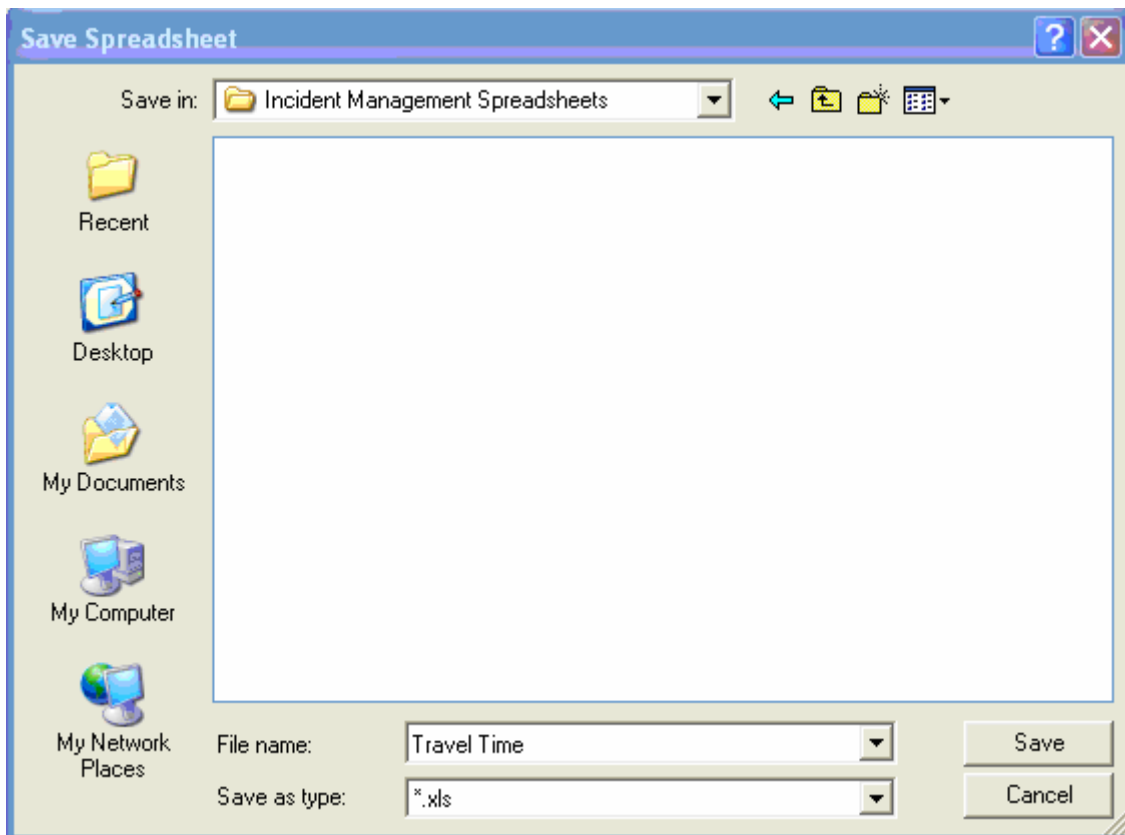 Save Spreadsheet
?
Save in: Incident Management Spreadsheets
Recent
Desktop
My Documents
My Computer
My Network
Places
File name: Travel Time Save
Save as type: *.xls Cancel